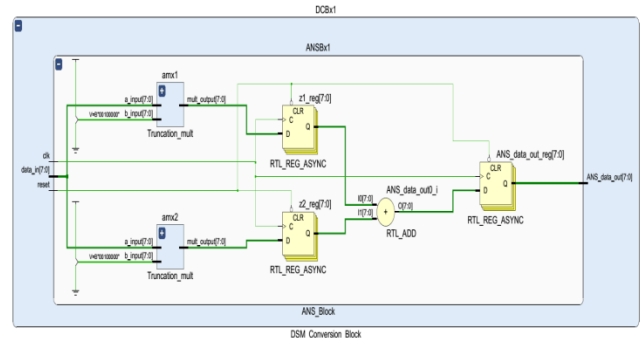 DCBx1
ANSBx1
amx1
a_input[7:0]
b_input[7:0]
mult_output[7:0]
V=B"00100000"
Truncation_mult
z1_reg[7:0]
CLR
C
D
Q
RTL_REG_ASYNC
clk
data_in[7:0]
reset
ANS_data_out_reg[7:0]
CLR
C
D
Q
RTL_REG_ASYNC
ANS_data_out[7:0]
ANS_data_out0_i
I0[7:0]
I1[7:0]
+
O[7:0]
RTL_ADD
z2_reg[7:0]
CLR
C
D
Q
RTL_REG_ASYNC
amx2
a_input[7:0]
b_input[7:0]
mult_output[7:0]
V=B"00100000"
Truncation_mult
ANS_Block
DSM_Conversion_Block